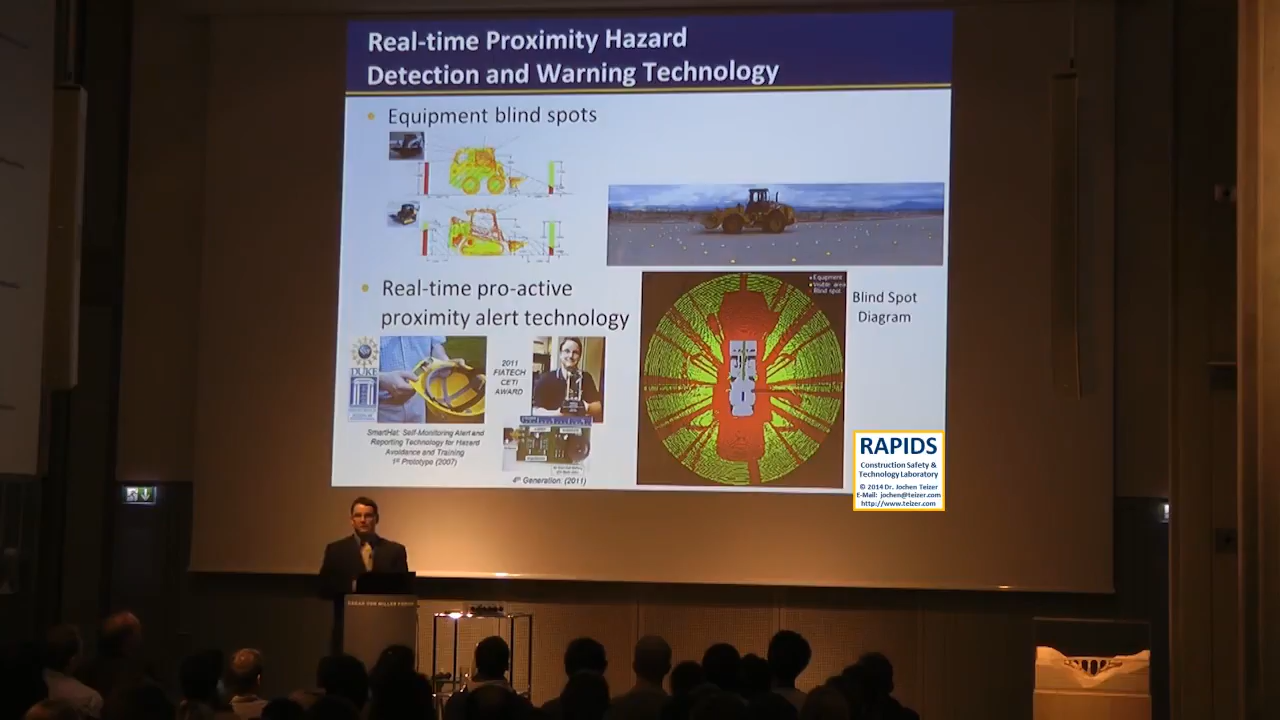 Real-time Proximity Hazard
Detection and Warning Technology
Equipment blind spots
Real-time pro-active
proximity alert technology
Equipment
Visible area
Blind spot
Blind Spot
Diagram
DUKE
2011
FIATECH
CETI
AWARD
SmartHat: Self-Monitoring Alert and
Reporting Technology for Hazard
Avoidance and Training
1st Prototype (2007)
4th Generation: (2011)
RAPIDS
Construction Safety &
Technology Laboratory
© 2014 Dr. Jochen Teizer
E-Mail: jochen@teizer.com
http://www.teizer.com